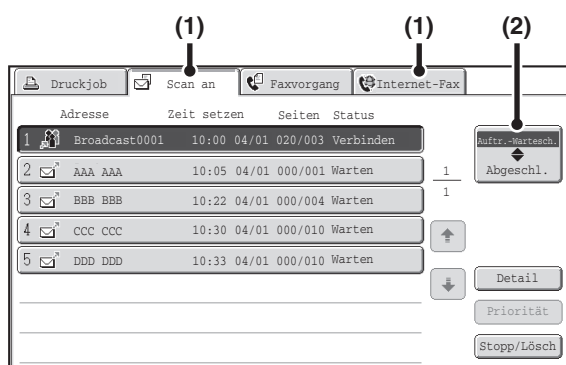 (1) (1) (2)
Druckjob Scan an Faxvorgang Internet-Fax
Adresse Zeit setzen Seiten Status
1 Broadcast0001 10:00 04/01 020/003 Verbinden
2 AAA AAA 10:05 04/01 000/001 Warten
3 BBB BBB 10:22 04/01 000/004 Warten
4 CCC CCC 10:30 04/01 000/010 Warten
5 DDD DDD 10:33 04/01 000/010 Warten
1
1
Auftr.-Wartesch.
Abgeschl.
Detail
Priorität
Stopp/Lösch